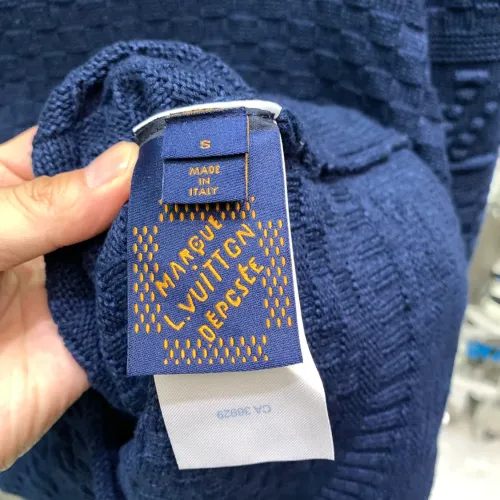 S
MADE
IN
ITALY
MARQUE
L.VUITTON
DEPOSÉE
CA 36929